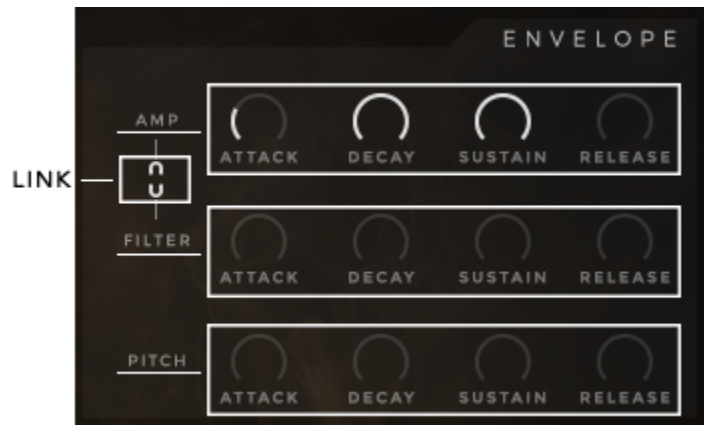 ENVELOPE
AMP
ATTACK DECAY SUSTAIN RELEASE
LINK
FILTER
ATTACK DECAY SUSTAIN RELEASE
PITCH
ATTACK DECAY SUSTAIN RELEASE